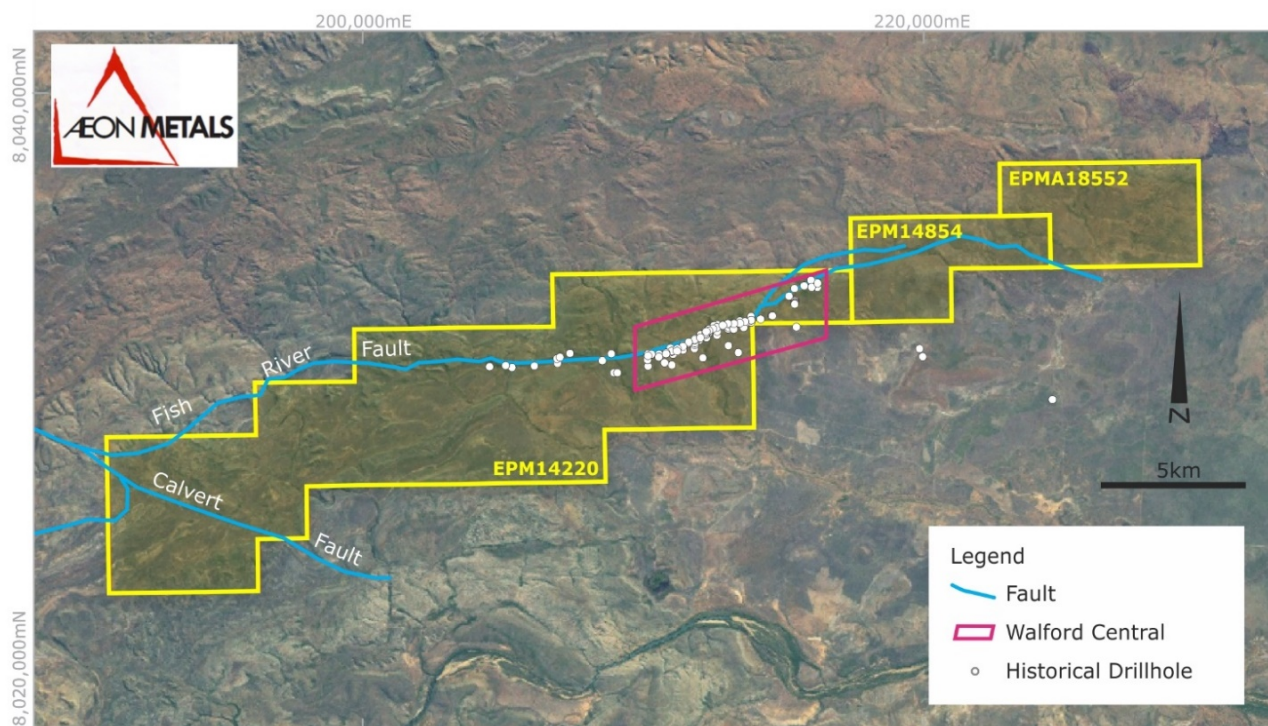 200,000mE
220,000mE
8,040,000mN
ÆON METALS
EPMA18552
EPM14854
Fish River Fault
EPM14220
Calvert Fault
N
5km
Legend
Fault
Walford Central
Historical Drillhole
8,020,000mN